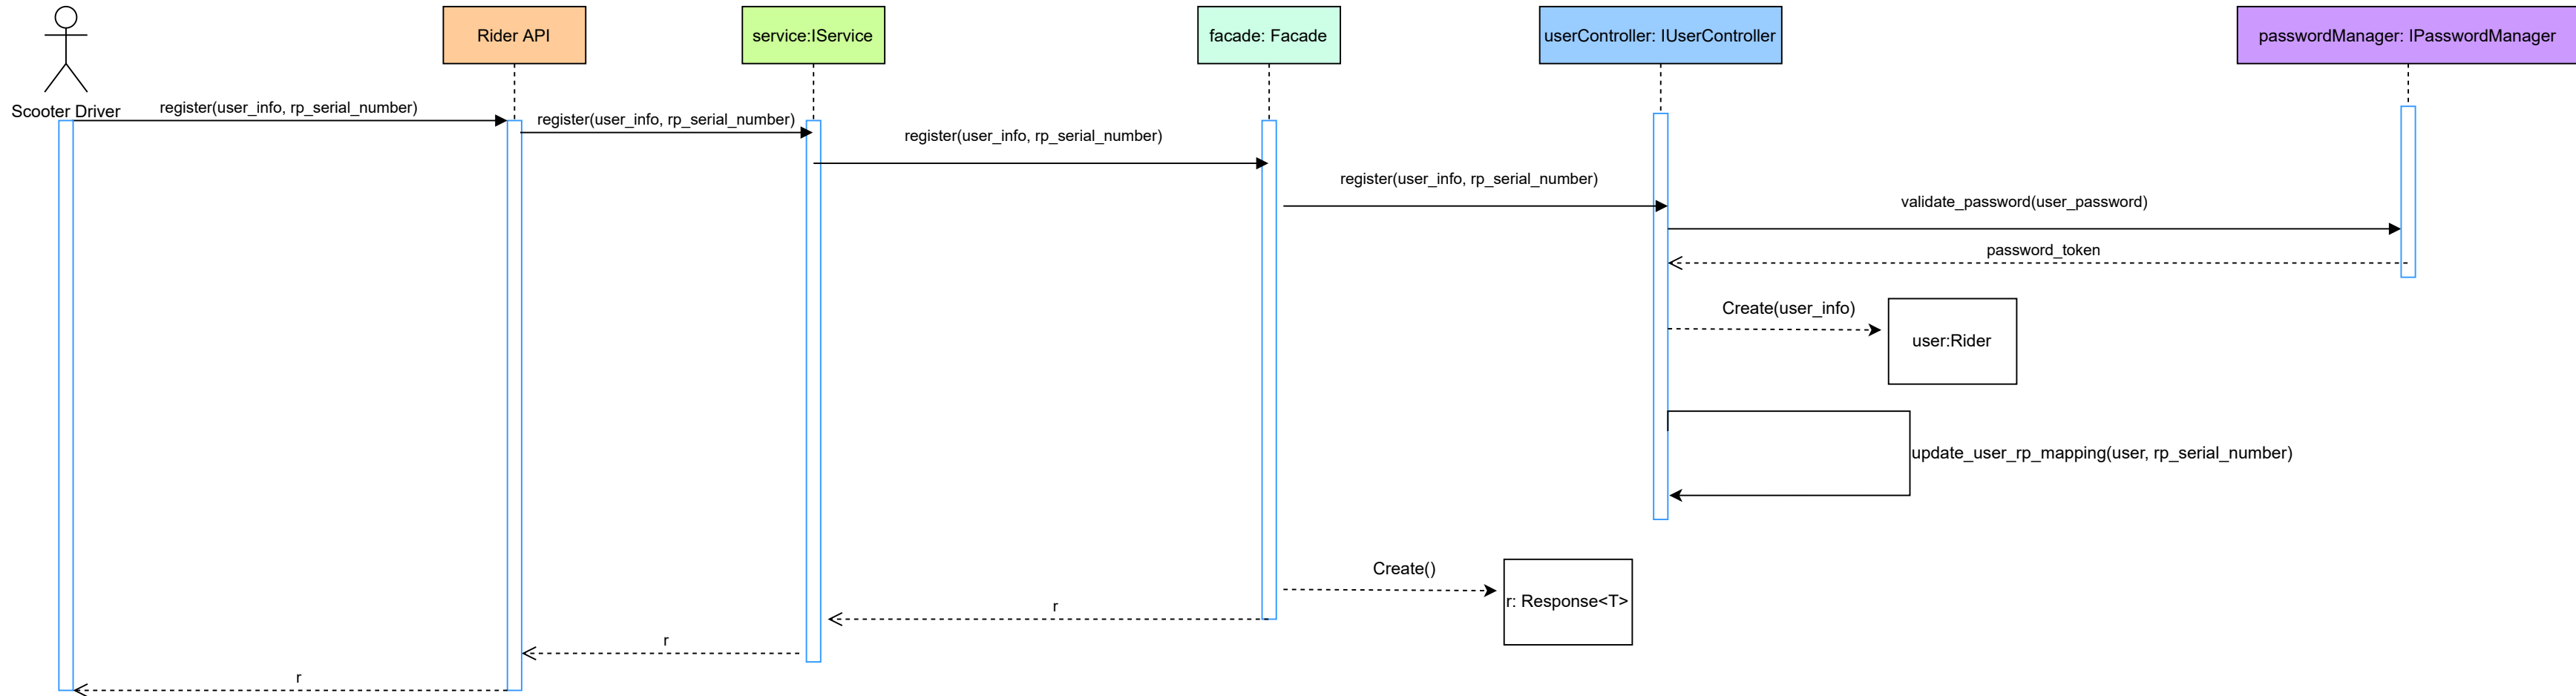 Rider API
service:IService
facade: Facade
userController: IUserController
passwordManager: IPasswordManager
Scooter Driver
register(user_info, rp_serial_number)
register(user_info, rp_serial_number)
register(user_info, rp_serial_number)
register(user_info, rp_serial_number)
validate_password(user_password)
password_token
Create(user_info)
user:Rider
update_user_rp_mapping(user, rp_serial_number)
Create()
r: Response<T>
r
r
r